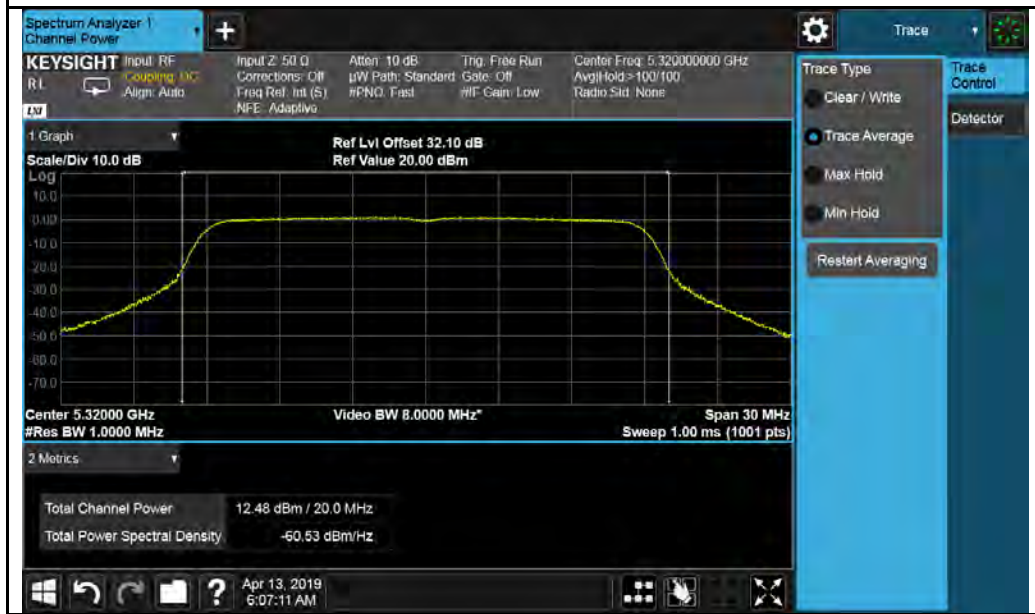 Spectrum Analyzer 1
Channel Power
+
Trace
KEYSIGHT Input: RF
R L
Coupling: DC
Align: Auto
LXI
Input Z: 50 Ω
Corrections: Off
Freq Ref: Int (S)
NFE: Adaptive
Atten: 10 dB
µW Path: Standard
#PNO: Fast
Trig: Free Run
Gate: Off
#IF Gain: Low
Center Freq: 5.320000000 GHz
Avg|Hold:>100/100
Radio Std: None
Trace Type
Clear / Write
Trace Average
Max Hold
Min Hold
Restart Averaging
Trace Control
Detector
1 Graph
Scale/Div 10.0 dB
Ref Lvl Offset 32.10 dB
Ref Value 20.00 dBm
Log
10.0
0.00
-10.0
-20.0
-30.0
-40.0
-50.0
-60.0
-70.0
Center 5.32000 GHz
#Res BW 1.0000 MHz
Video BW 8.0000 MHz*
Span 30 MHz
Sweep 1.00 ms (1001 pts)
2 Metrics
Total Channel Power 12.48 dBm / 20.0 MHz
Total Power Spectral Density -60.53 dBm/Hz
?
Apr 13, 2019
6:07:11 AM